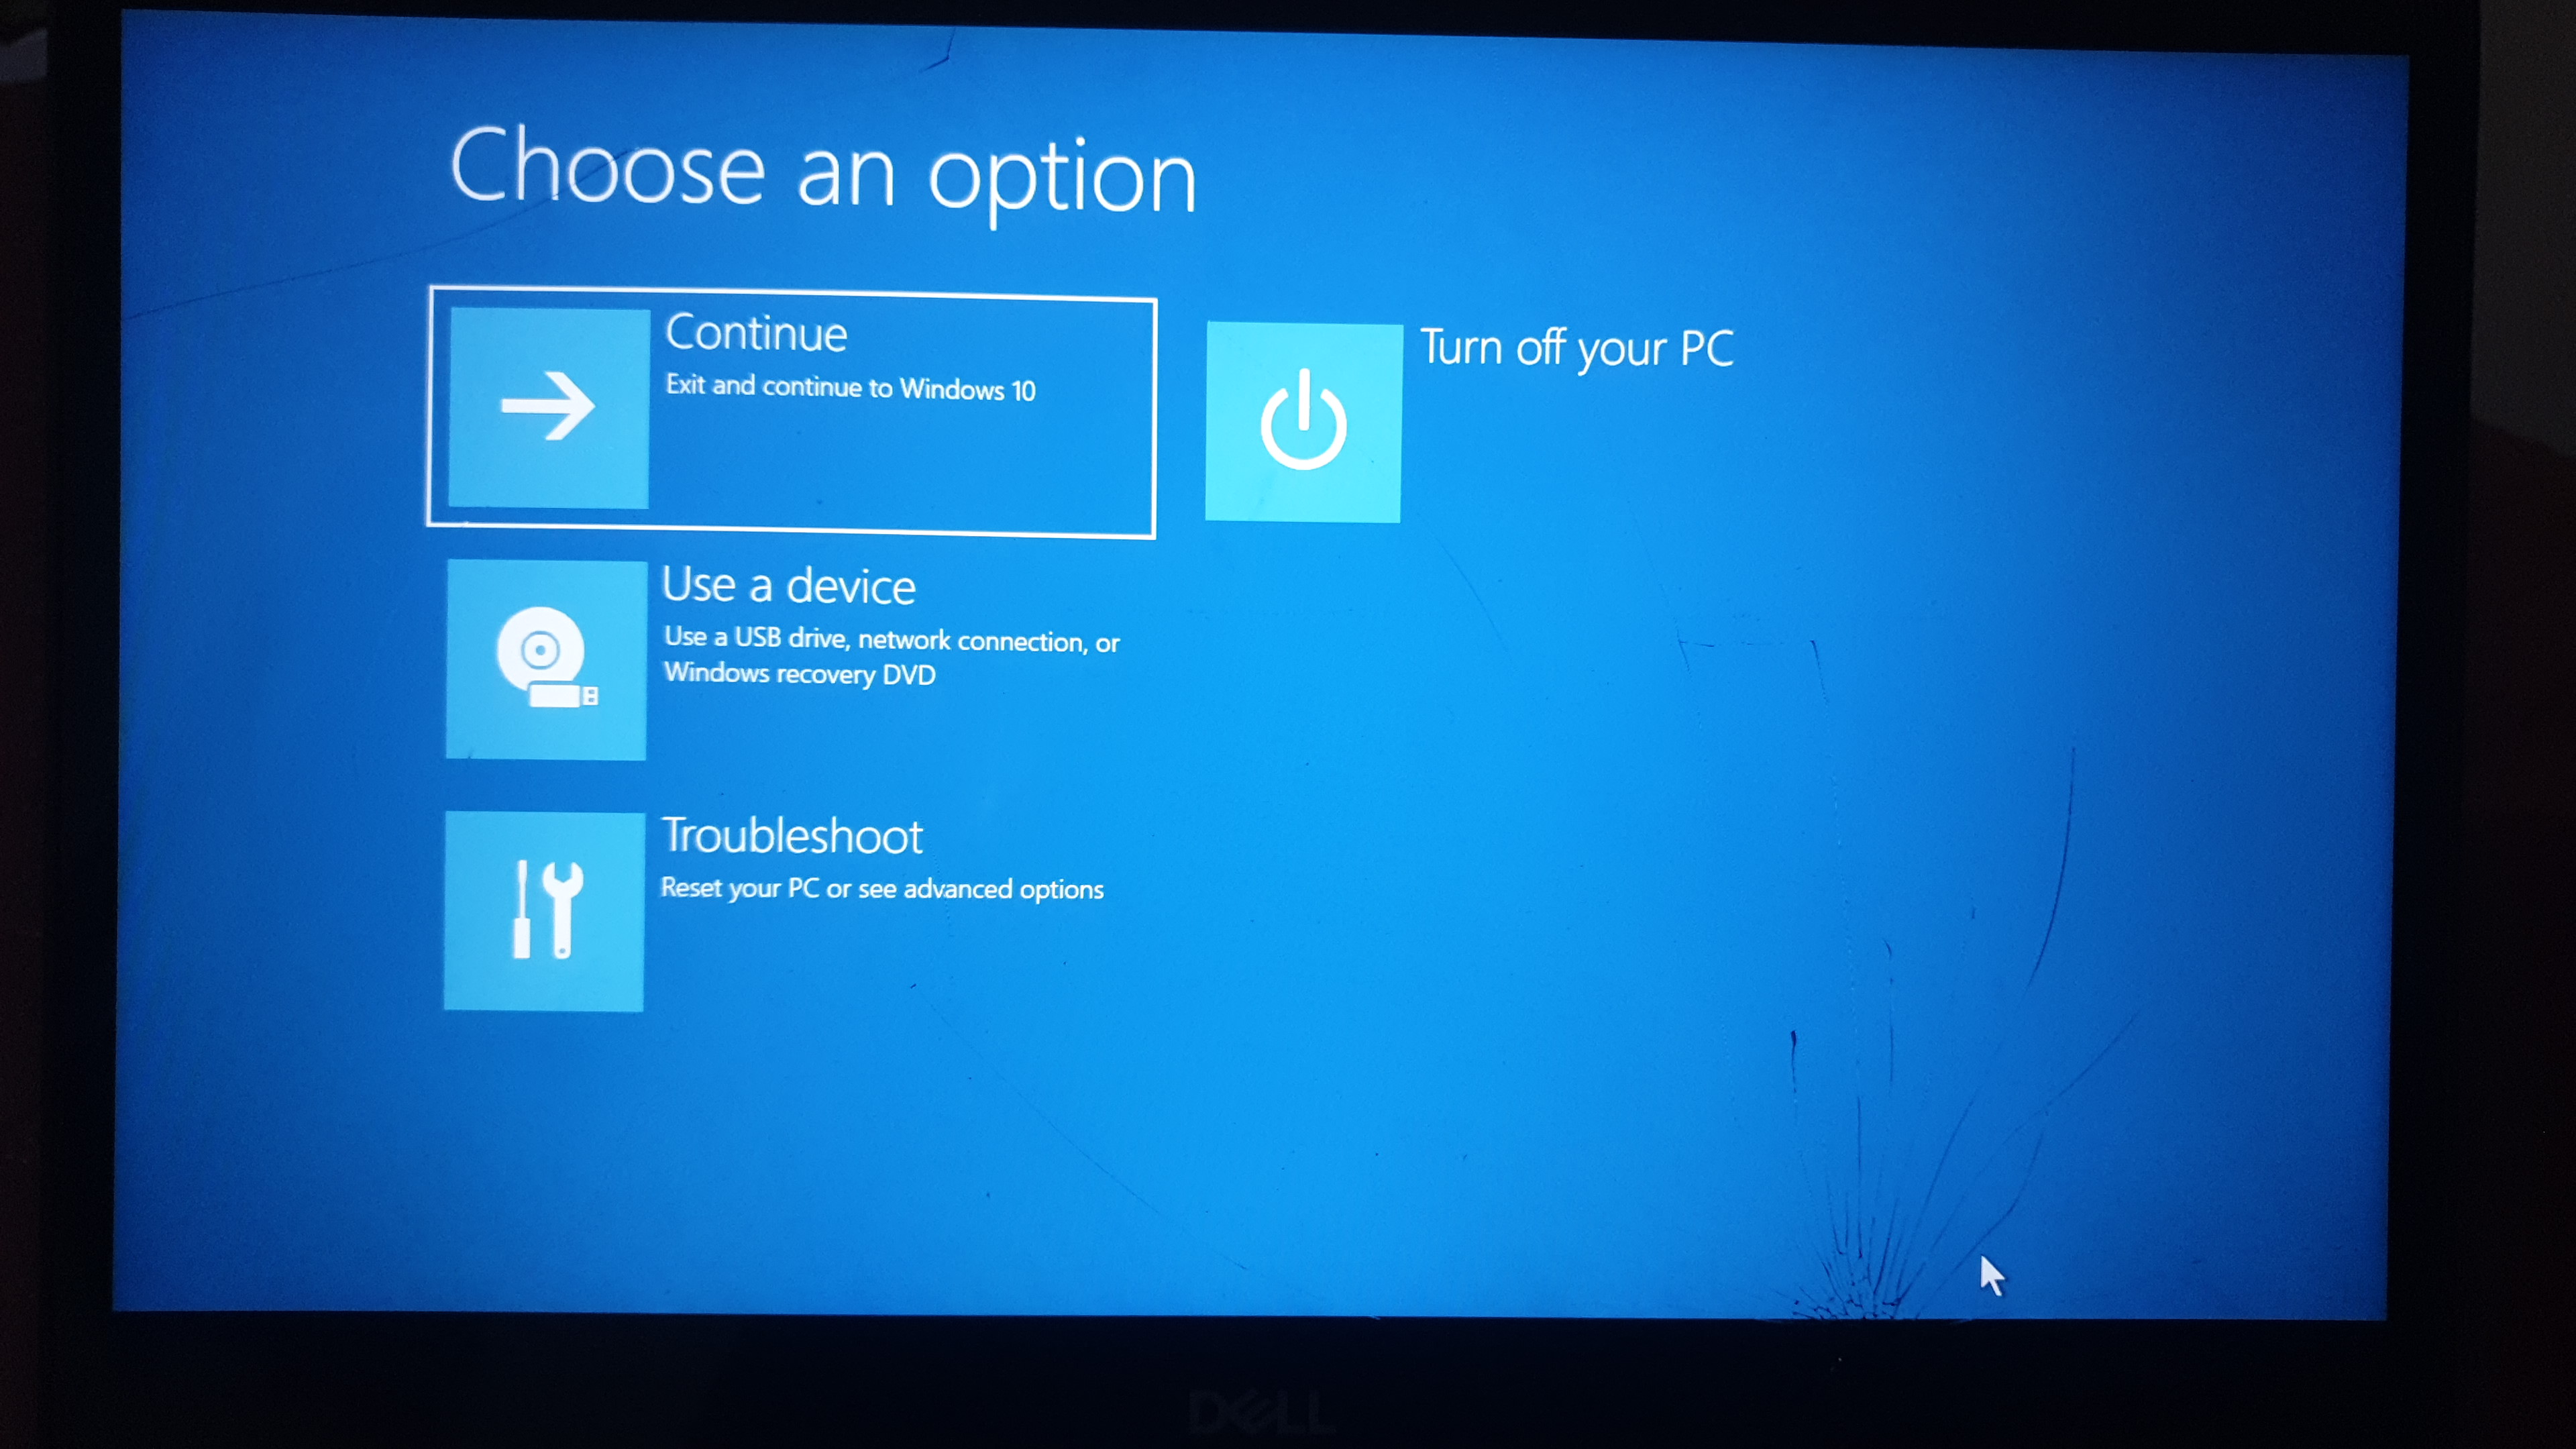 Choose an option
Continue
Exit and continue to Windows 10
Turn off your PC
Use a device
Use a USB drive, network connection, or
Windows recovery DVD
Troubleshoot
Reset your PC or see advanced options
DELL